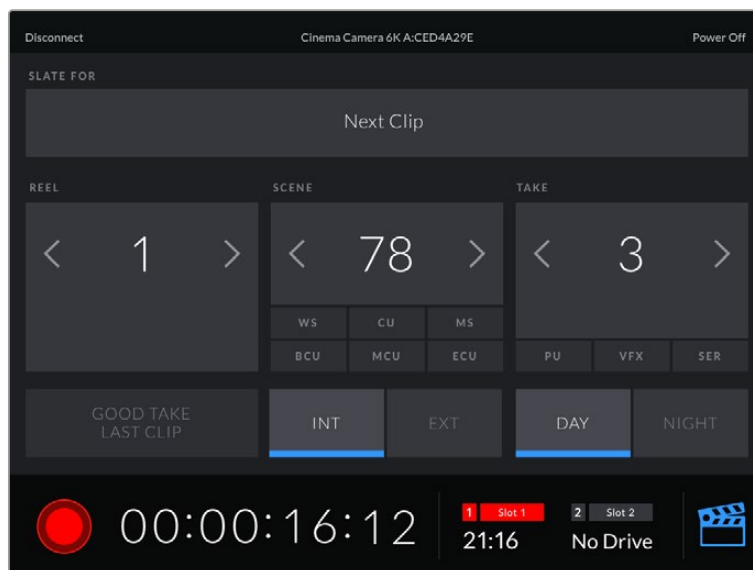 Disconnect Cinema Camera 6K A:CED4A29E Power Off
SLATE FOR
Next Clip
REEL SCENE TAKE
< 1 > < 78 > < 3 >
WS CU MS
BCU MCU ECU PU VFX SER
GOOD TAKE
LAST CLIP
INT EXT DAY NIGHT
00:00:16:12
1 Slot 1 2 Slot 2
21:16 No Drive